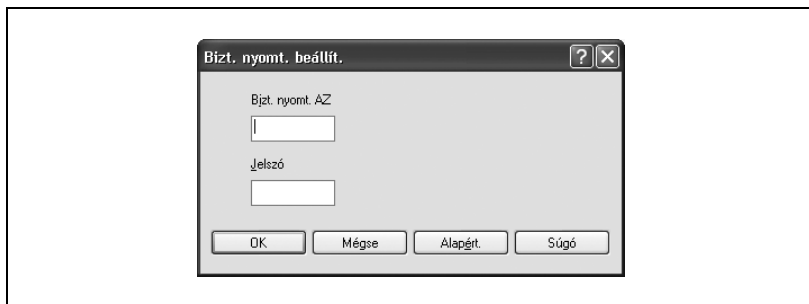 Bizt. nyomt. beállít.
Bizt. nyomt. AZ
Jelszó
OK Mégse Alapért. Súgó